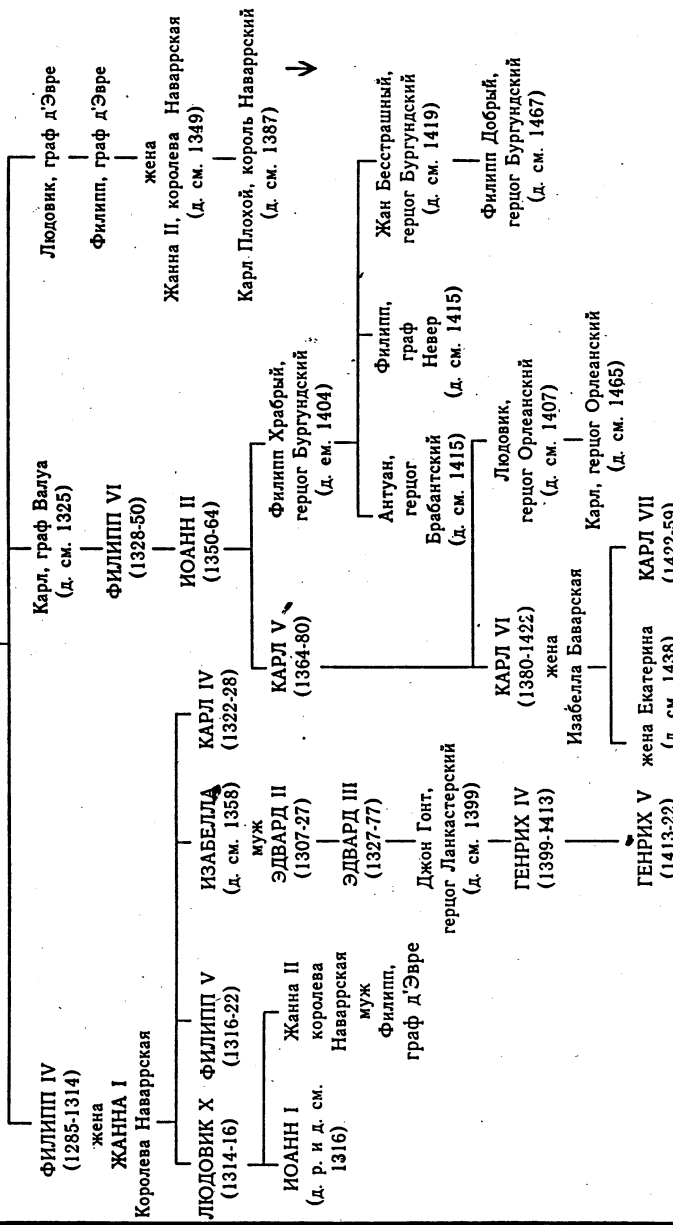 ФИЛИПП IV
(1285-1314)
жена
ЖАННА I
Королева Наваррская
ЛЮДОВИК X
(1314-16)
ФИЛИПП V
(1316-22)
ИЗАБЕЛЛА
(д. см. 1358)
муж
ЭДВАРД II
(1307-27)
КАРЛ IV
(1322-28)
ИОАНН I
(д. р. и д. см.
1316)
Жанна II
королева
Наваррская
муж
Филипп,
граф д'Эвре
ЭДВАРД III
(1327-77)
Джон Гонт,
герцог Ланкастерский
(д. см. 1399)
ГЕНРИХ IV
(1399-1413)
ГЕНРИХ V
(1413-22)
Карл, граф Валуа
(д. см. 1325)
ФИЛИПП VI
(1328-50)
ИОАНН II
(1350-64)
КАРЛ V
(1364-80)
Филипп Храбрый,
герцог Бургундский
(д. ем. 1404)
КАРЛ VI
(1380-1422)
жена
Изабелла Баварская
Людовик,
герцог Орлеанскнй
(д. см. 1407)
Карл, герцог Орлеанский
(д. см. 1465)
жена Екатерина
(д. см. 1438)
КАРЛ VII
(1422-59)
Антуан,
герцог
Брабантский
(д. см. 1415)
Филипп,
граф
Невер
(д. см. 1415)
Жан Бесстрашный,
герцог Бургундский
(д. см. 1419)
Филипп Добрый,
герцог Бургундский
(д. см. 1467)
Людовик, граф д'Эвре
Филипп, граф д'Эвре
жена
Жанна II, королева Наваррская
(д. см. 1349)
Карл Плохой, король Наваррский
(д. см. 1387)